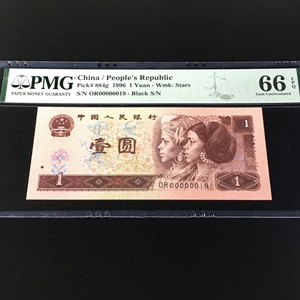 PMG
PAPER MONEY GUARANTY
China / People's Republic
Pick# 884g 1996 1 Yuan - Wmk: Stars
S/N OR00000019 - Black S/N
66 EPQ
Gem Uncirculated
中国人民银行
1
壹圆
1
OR00000019
1